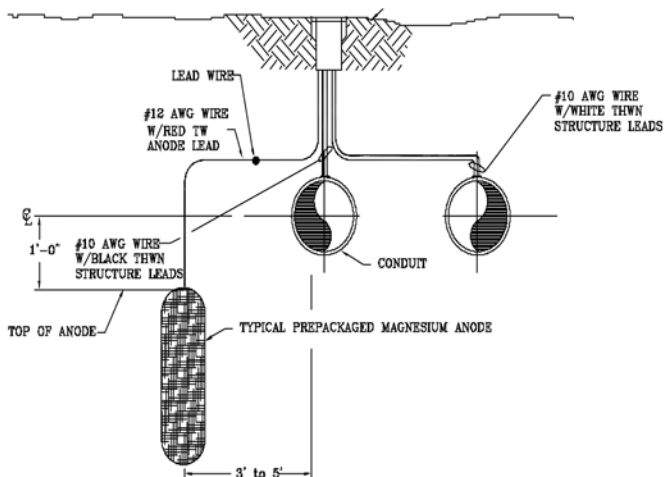 LEAD WIRE
#12 AWG WIRE
W/RED TW
ANODE LEAD
#10 AWG WIRE
W/WHITE THWN
STRUCTURE LEADS
℄
1'-0"
#10 AWG WIRE
W/BLACK THWN
STRUCTURE LEADS
CONDUIT
TOP OF ANODE
TYPICAL PREPACKAGED MAGNESIUM ANODE
3' to 5'